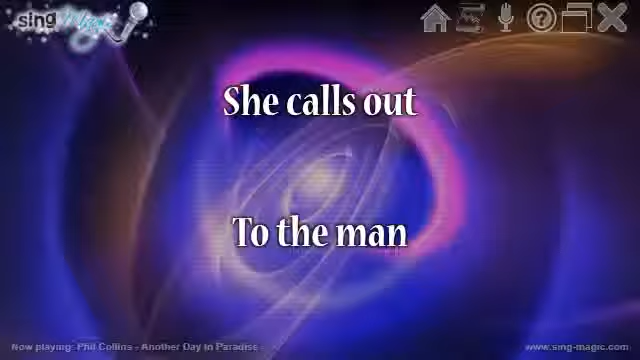 sing Magic
She calls out
To the man
Now playing: Phil Collins - Another Day In Paradise
www.sing-magic.com